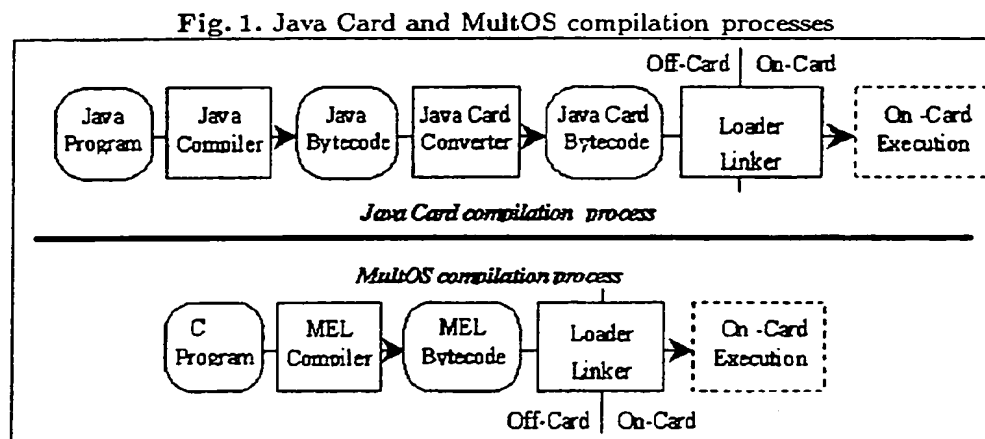 Fig. 1. Java Card and MultOS compilation processes
Off-Card On-Card
Java Program
Java Compiler
Java Bytecode
Java Card Converter
Java Card Bytecode
Loader Linker
On -Card Execution
Java Card compilation process
MultOS compilation process
C Program
MEL Compiler
MEL Bytecode
Loader Linker
On -Card Execution
Off-Card On-Card